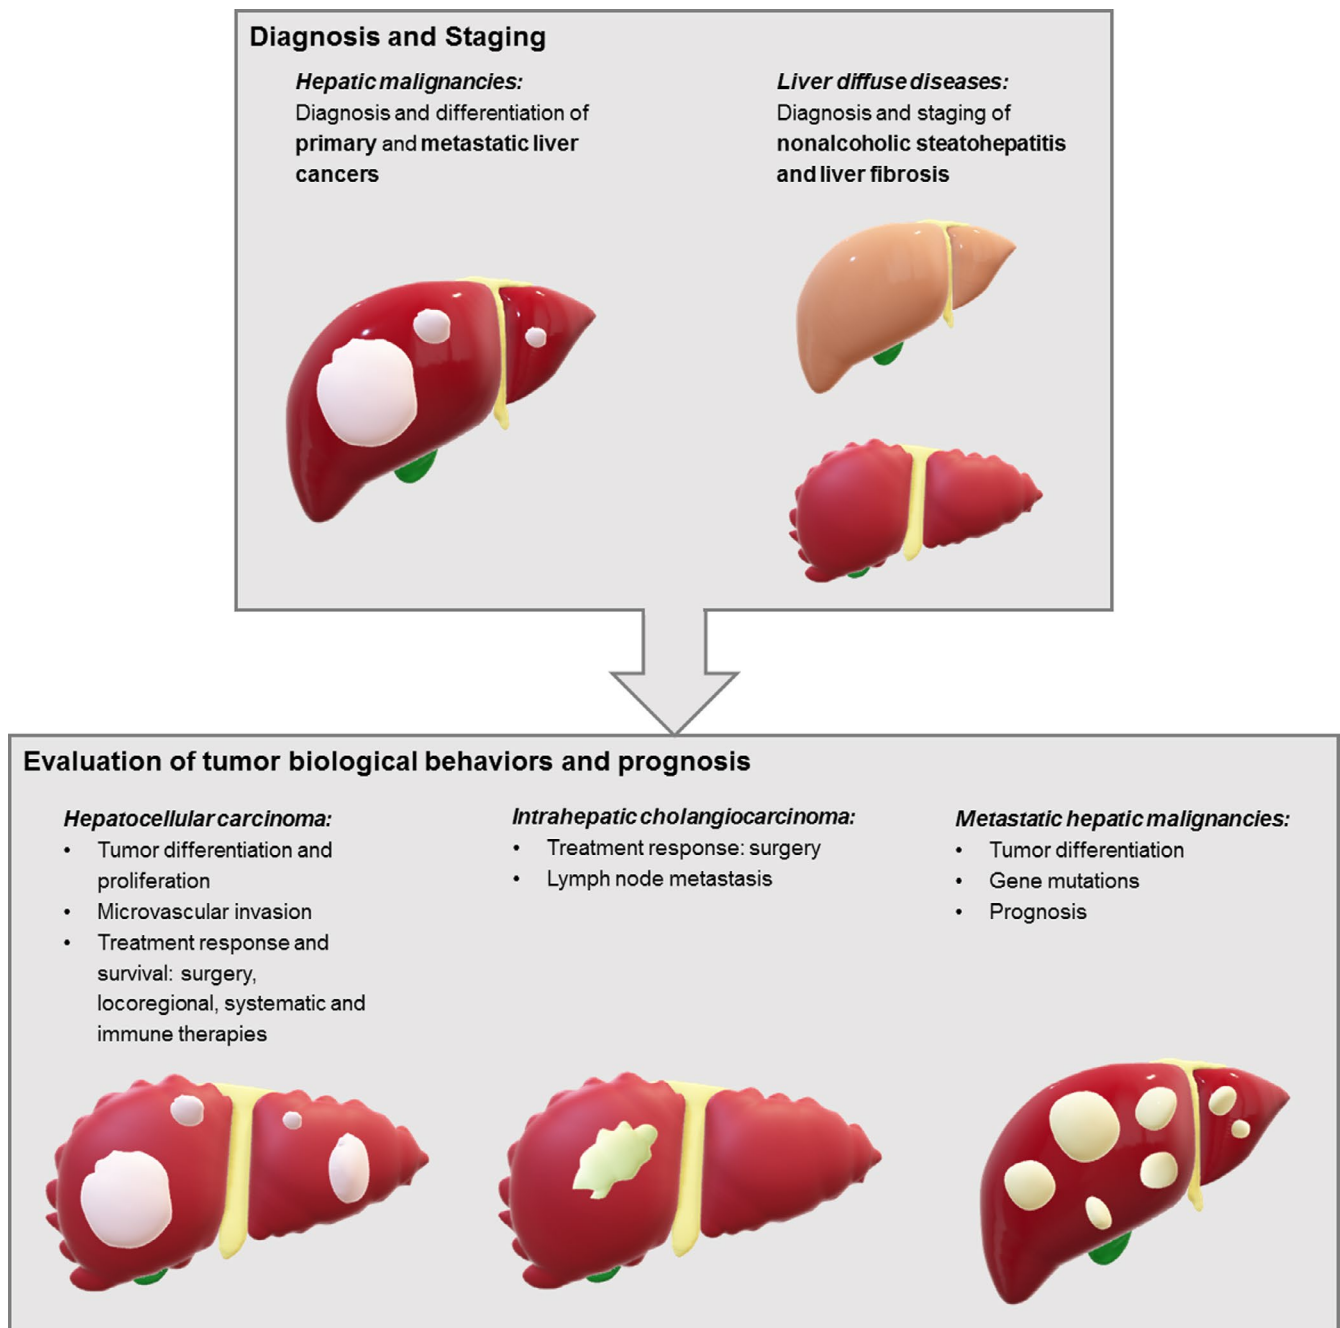 Diagnosis and Staging
Hepatic malignancies:
Diagnosis and differentiation of
primary and metastatic liver
cancers
Liver diffuse diseases:
Diagnosis and staging of
nonalcoholic steatohepatitis
and liver fibrosis
Evaluation of tumor biological behaviors and prognosis
Hepatocellular carcinoma:
• Tumor differentiation and
proliferation
• Microvascular invasion
• Treatment response and
survival: surgery,
locoregional, systematic and
immune therapies
Intrahepatic cholangiocarcinoma:
• Treatment response: surgery
• Lymph node metastasis
Metastatic hepatic malignancies:
• Tumor differentiation
• Gene mutations
• Prognosis